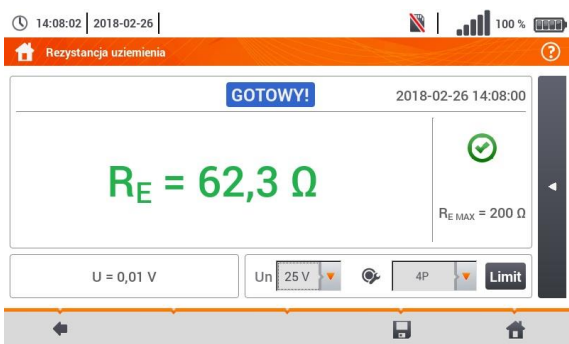 14:08:02 2018-02-26 100 %
Rezystancja uziemienia ?
GOTOWY! 2018-02-26 14:08:00
RE = 62,3 Ω
RE MAX = 200 Ω
U = 0,01 V Un 25 V 4P Limit